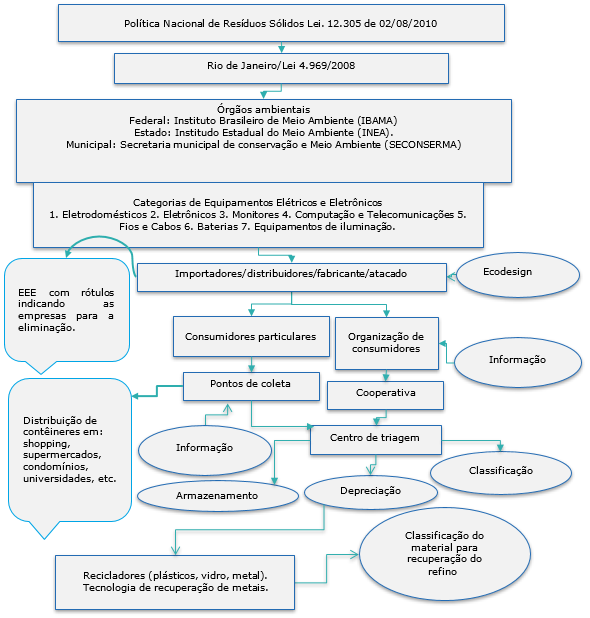 Política Nacional de Resíduos Sólidos Lei. 12.305 de 02/08/2010
Rio de Janeiro/Lei 4.969/2008
Órgãos ambientais
Federal: Instituto Brasileiro de Meio Ambiente (IBAMA)
Estado: Institudo Estadual do Meio Ambiente (INEA).
Municipal: Secretaria municipal de conservação e Meio Ambiente (SECONSERMA)
Categorias de Equipamentos Elétricos e Eletrônicos
1. Eletrodomésticos 2. Eletrônicos 3. Monitores 4. Computação e Telecomunicações 5.
Fios e Cabos 6. Baterias 7. Equipamentos de iluminação.
Importadores/distribuidores/fabricante/atacado
Ecodesign
EEE com rótulos
indicando as
empresas para a
eliminação.
Consumidores particulares
Organização de
consumidores
Informação
Pontos de coleta
Cooperativa
Distribuição de
contêineres em:
shopping,
supermercados,
condomínios,
universidades, etc.
Informação
Centro de triagem
Classificação
Armazenamento
Depreciação
Classificação do
material para
recuperação do
refino
Recicladores (plásticos, vidro, metal).
Tecnologia de recuperação de metais.